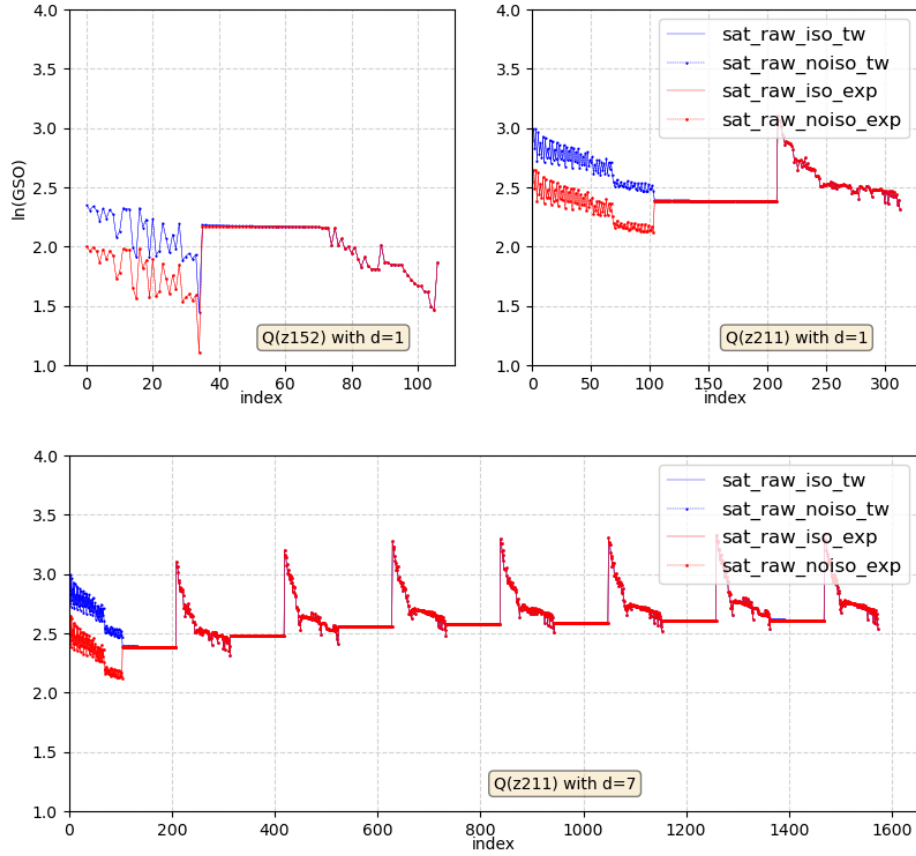 4.0
3.5
3.0
2.5
2.0
1.5
1.0
ln(GSO)
0 20 40 60 80 100
index
Q(z152) with d=1
4.0
3.5
3.0
2.5
2.0
1.5
1.0
sat_raw_iso_tw
sat_raw_noiso_tw
sat_raw_iso_exp
sat_raw_noiso_exp
Q(z211) with d=1
0 50 100 150 200 250 300
index
4.0
3.5
3.0
2.5
2.0
1.5
1.0
sat_raw_iso_tw
sat_raw_noiso_tw
sat_raw_iso_exp
sat_raw_noiso_exp
Q(z211) with d=7
0 200 400 600 800 1000 1200 1400 1600
index